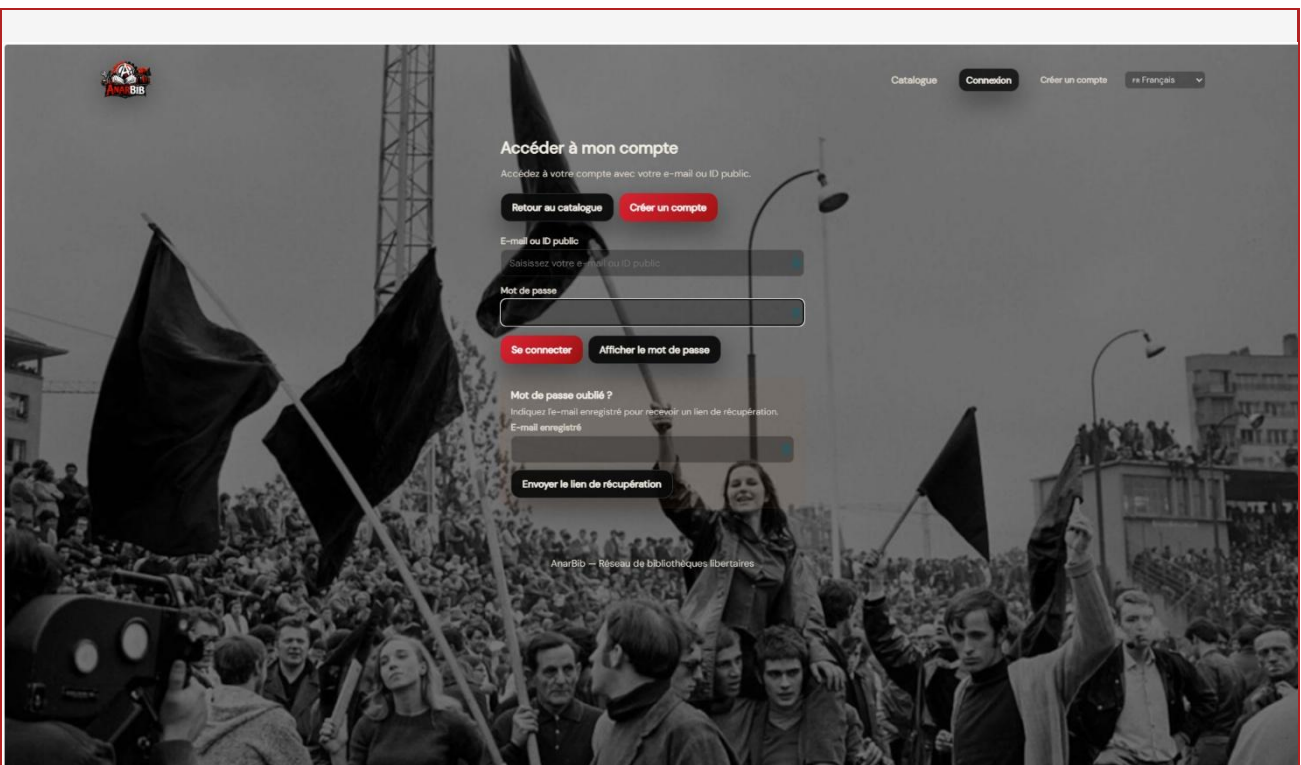 ANARBIB
Catalogue
Connexion
Créer un compte
FR Français
Accéder à mon compte
Accédez à votre compte avec votre e-mail ou ID public.
Retour au catalogue
Créer un compte
E-mail ou ID public
Saisissez votre e-mail ou ID public
Mot de passe
Se connecter
Afficher le mot de passe
Mot de passe oublié ?
Indiquez l'e-mail enregistré pour recevoir un lien de récupération.
E-mail enregistré
Envoyer le lien de récupération
AnarBib — Réseau de bibliothèques libertaires